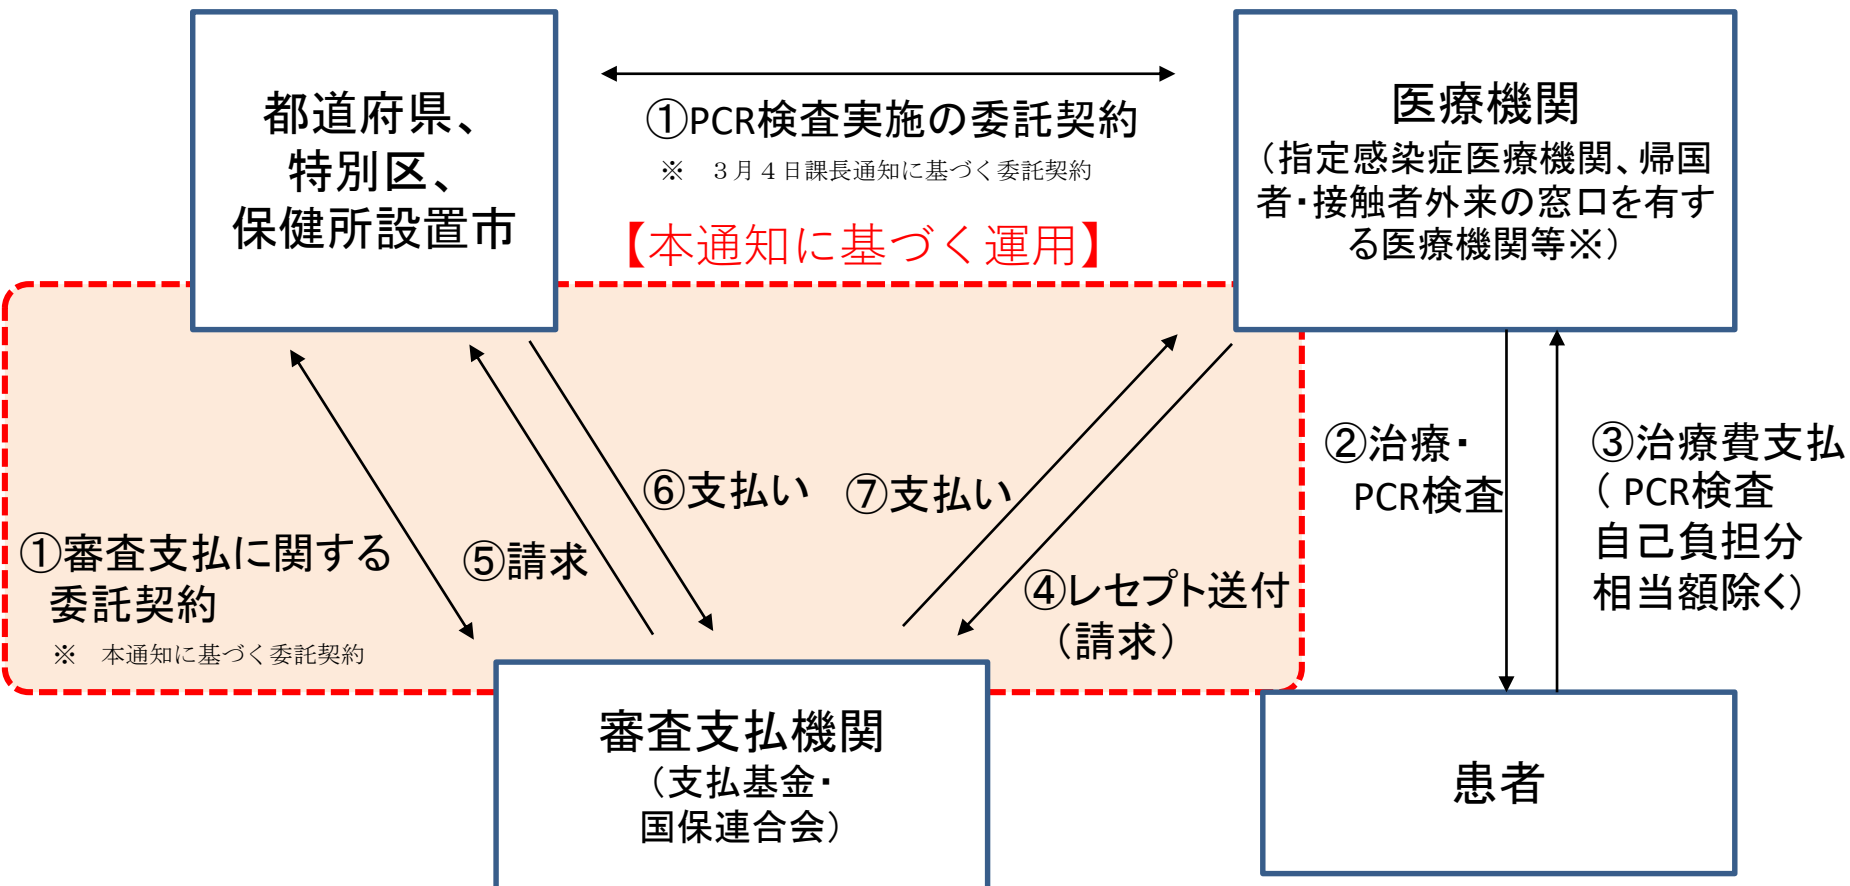 都道府県、
特別区、
保健所設置市
①PCR検査実施の委託契約
※　３月４日課長通知に基づく委託契約
【本通知に基づく運用】
医療機関
（指定感染症医療機関、帰国
者・接触者外来の窓口を有す
る医療機関等※）
①審査支払に関する
委託契約
※　本通知に基づく委託契約
⑤請求
⑥支払い
⑦支払い
④レセプト送付
（請求）
②治療・
PCR検査
③治療費支払
（ PCR検査
自己負担分
相当額除く）
審査支払機関
（支払基金・
国保連合会）
患者